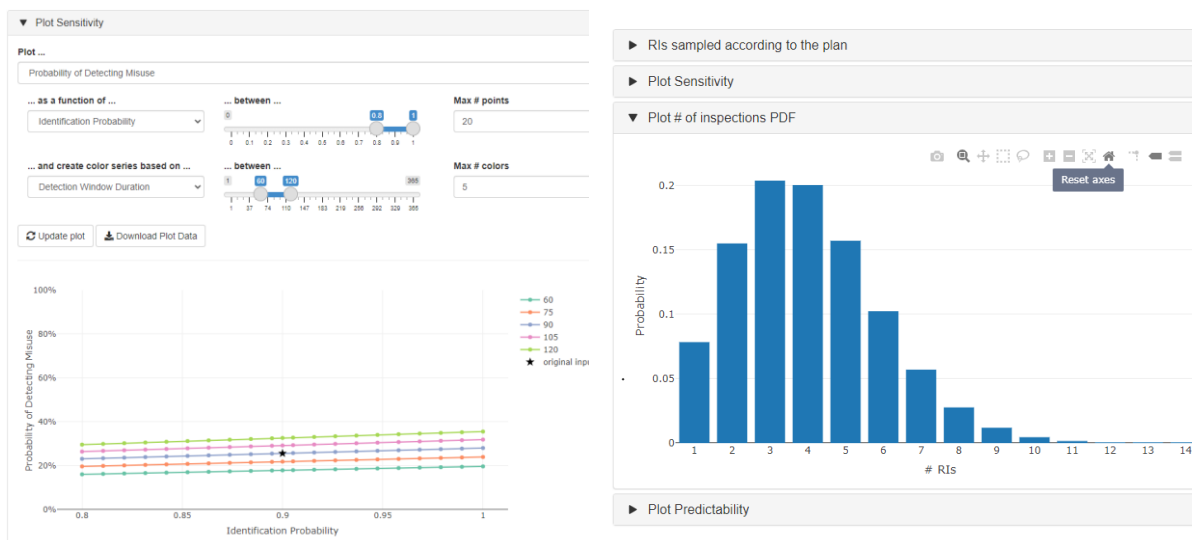 ▼ Plot Sensitivity
Plot ...
Probability of Detecting Misuse
... as a function of ...
... between ...
Max # points
Identification Probability
0 0.8 1
20
0 0.1 0.2 0.3 0.4 0.5 0.6 0.7 0.8 0.9 1
... and create color series based on ...
... between ...
Max # colors
Detection Window Duration
1 60 120 365
5
1 37 74 110 147 183 219 256 292 329 365
Update plot
Download Plot Data
100%
80%
60%
40%
20%
0%
Probability of Detecting Misuse
0.8 0.85 0.9 0.95 1
Identification Probability
60
75
90
105
120
★ original inpu
► RIs sampled according to the plan
► Plot Sensitivity
▼ Plot # of inspections PDF
Reset axes
0.2
0.15
0.1
0.05
0
Probability
1 2 3 4 5 6 7 8 9 10 11 12 13 14
# RIs
► Plot Predictability